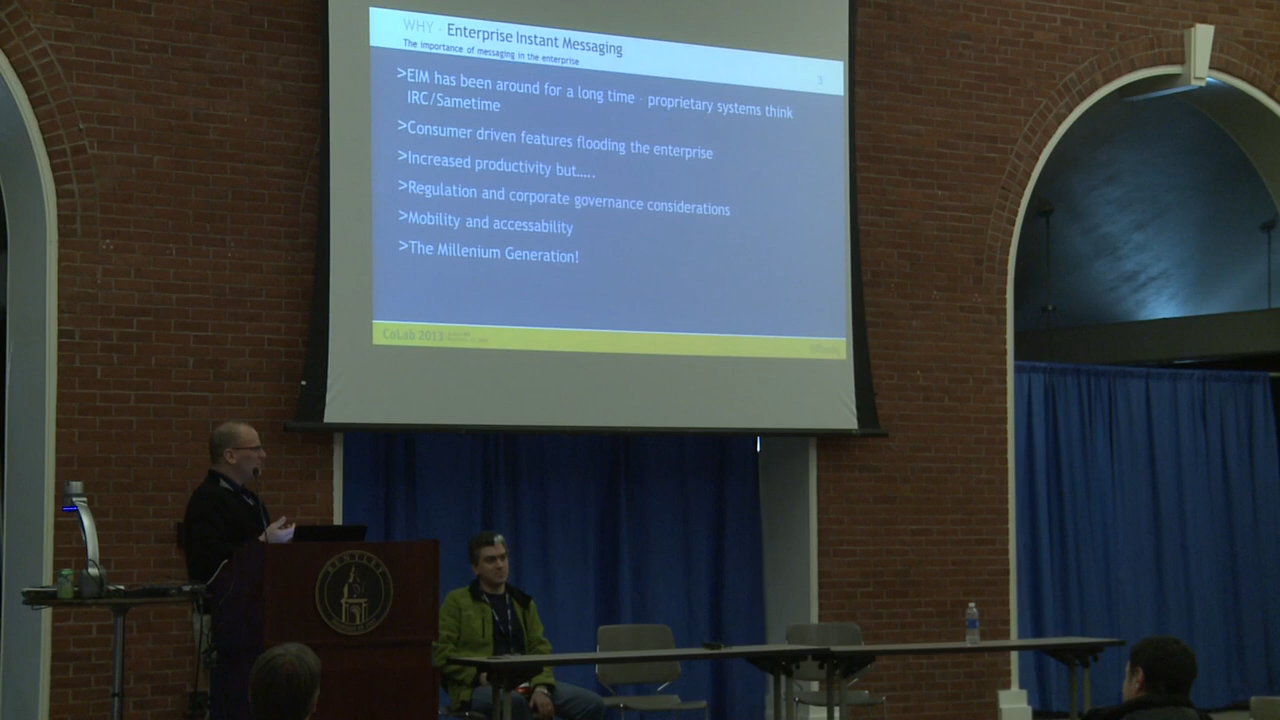 WHY - Enterprise Instant Messaging
The importance of messaging in the enterprise
3
>EIM has been around for a long time - proprietary systems think
IRC/Sametime
>Consumer driven features flooding the enterprise
>Increased productivity but.....
>Regulation and corporate governance considerations
>Mobility and accessability
>The Millenium Generation!
CoLab 2013
BENTLEY